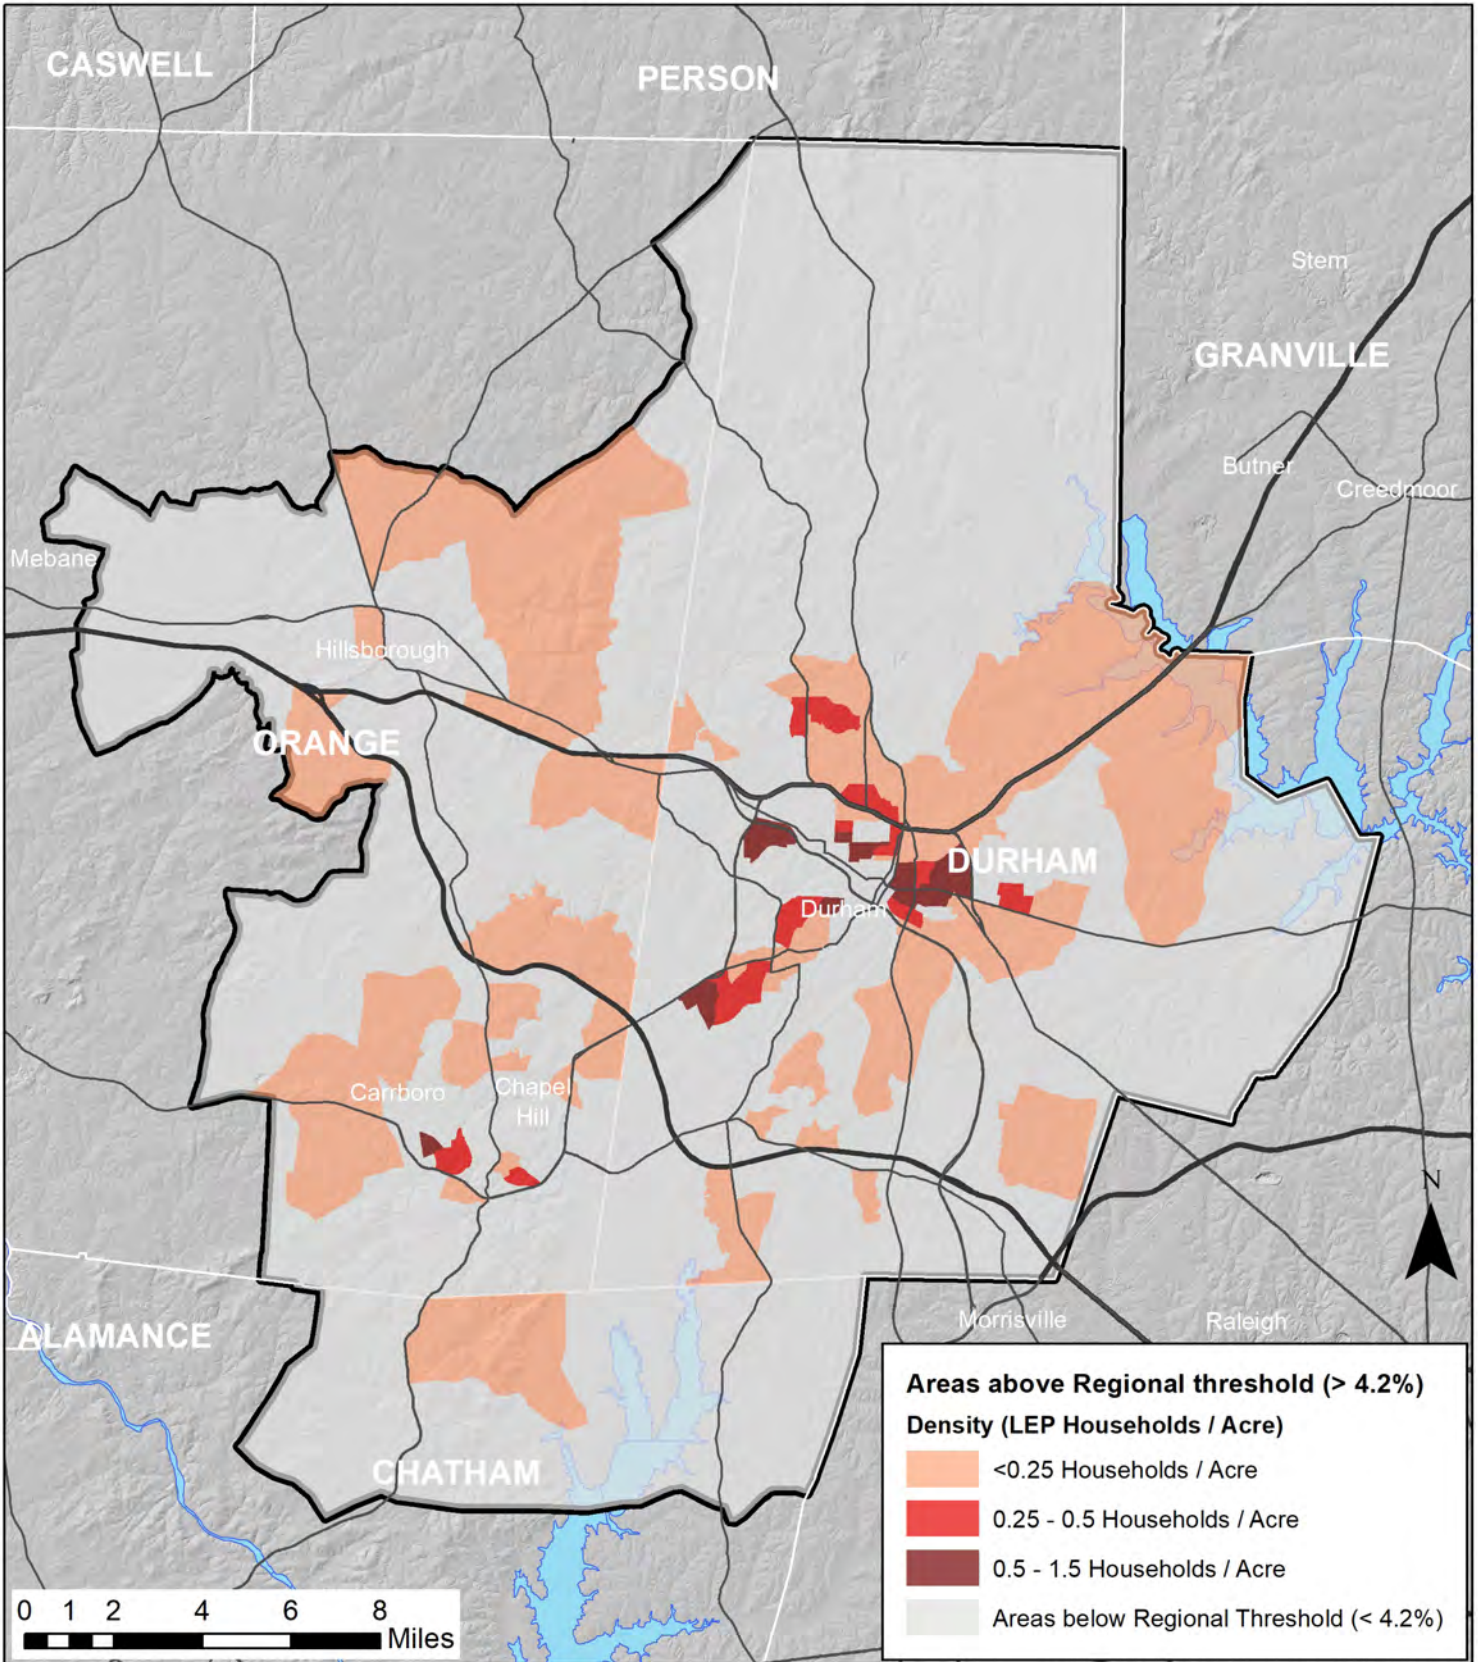 CASWELL
PERSON
Stem
GRANVILLE
Butner
Creedmoor
Mebane
Hillsborough
ORANGE
DURHAM
Durham
Carrboro
Chapel
Hill
N
ALAMANCE
Morrisville
Raleigh
CHATHAM
Areas above Regional threshold (> 4.2%)
Density (LEP Households / Acre)
<0.25 Households / Acre
0.25 - 0.5 Households / Acre
0.5 - 1.5 Households / Acre
Areas below Regional Threshold (< 4.2%)
0 1 2 4 6 8
Miles